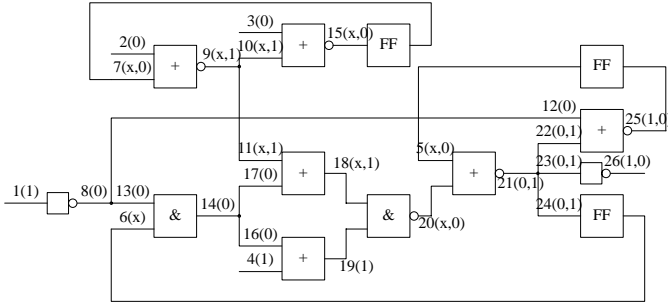 3(0)
15(x,0)
2(0)
10(x,1)
+
FF
9(x,1)
FF
7(x,0)
+
12(0)
25(1,0)
22(0,1)
+
11(x,1)
5(x,0)
18(x,1)
23(0,1)
26(1,0)
1(1)
8(0)
13(0)
17(0)
+
+
21(0,1)
6(x)
&
14(0)
24(0,1)
&
FF
20(x,0)
16(0)
4(1)
+
19(1)